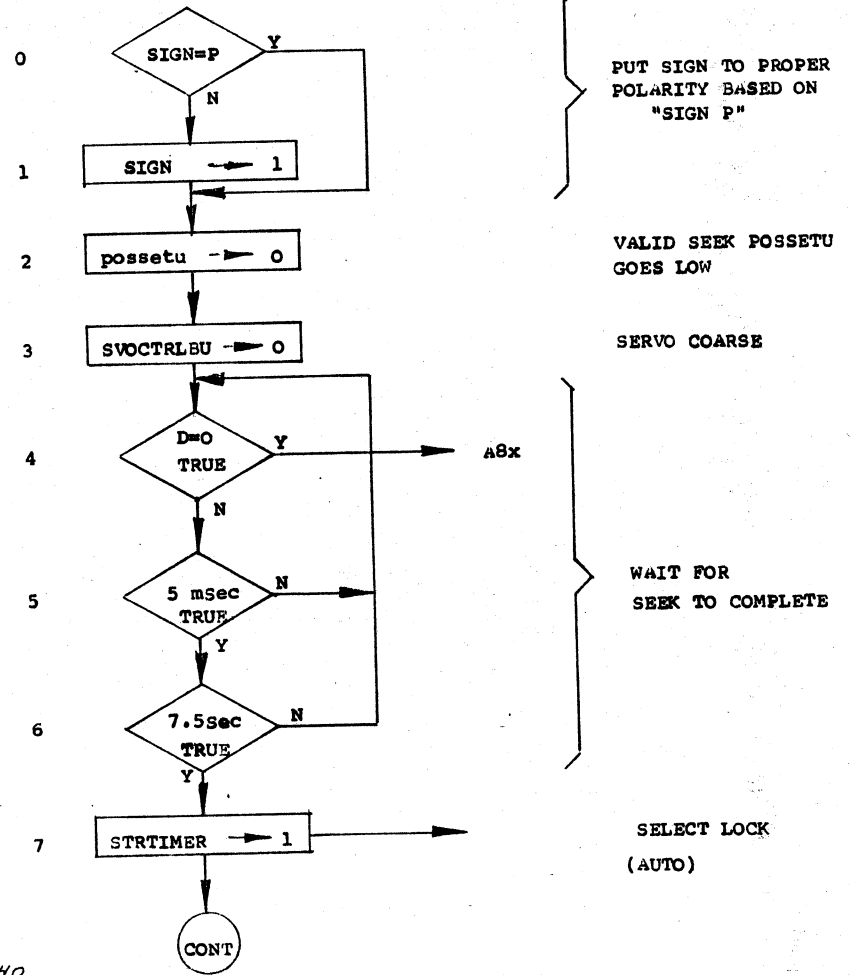 0
SIGN=P
Y
N
PUT SIGN TO PROPER
POLARITY BASED ON
"SIGN P"
1
SIGN → 1
2
possetu → 0
VALID SEEK POSSETU
GOES LOW
3
SVOCTRLBU → 0
SERVO COARSE
4
D=0
TRUE
Y
A8x
N
5
5 msec
TRUE
N
Y
WAIT FOR
SEEK TO COMPLETE
6
7.5sec
TRUE
N
Y
7
STRTIMER → 1
SELECT LOCK
(AUTO)
CONT